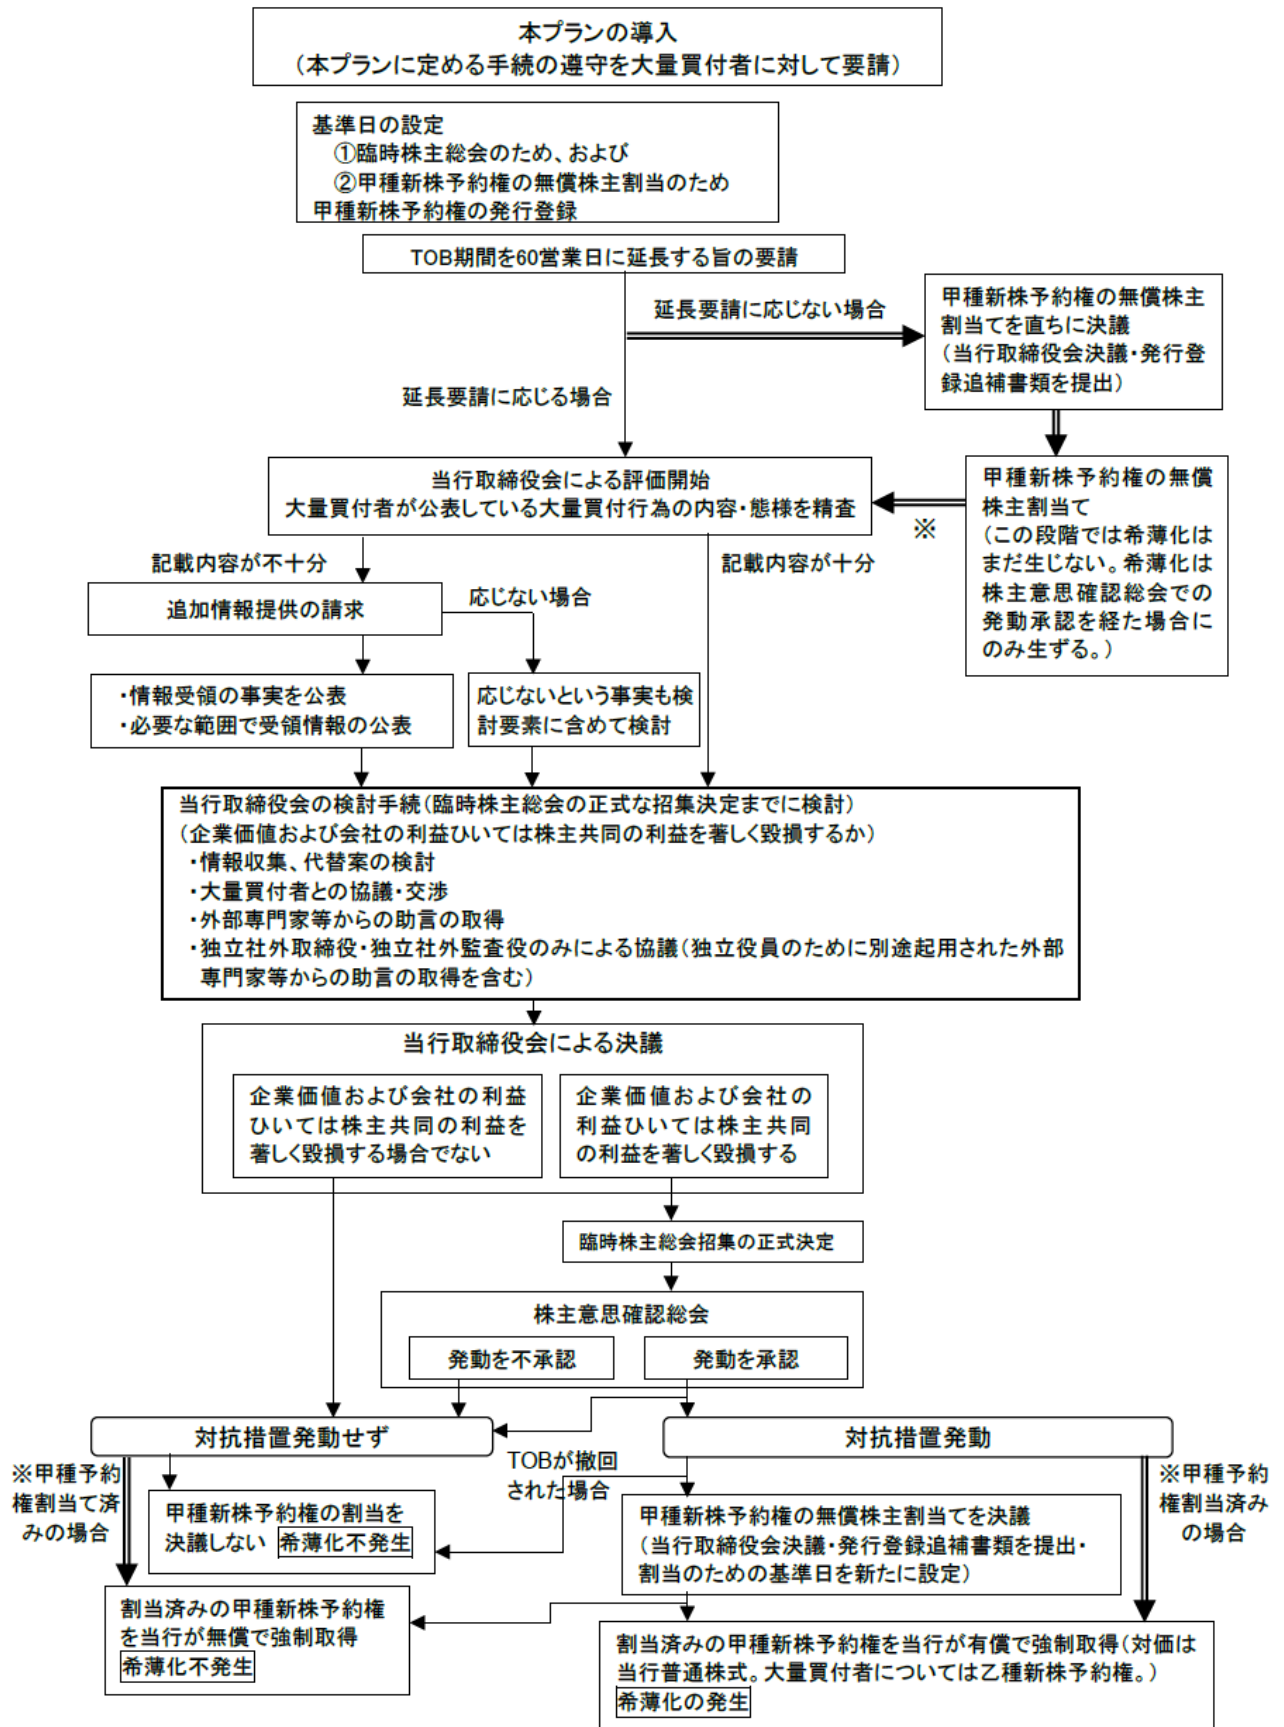 本プランの導入
（本プランに定める手続の遵守を大量買付者に対して要請）
基準日の設定
①臨時株主総会のため、および
②甲種新株予約権の無償株主割当のため
甲種新株予約権の発行登録
TOB期間を60営業日に延長する旨の要請
延長要請に応じない場合
甲種新株予約権の無償株主
割当てを直ちに決議
（当行取締役会決議・発行登
録追補書類を提出）
延長要請に応じる場合
当行取締役会による評価開始
大量買付者が公表している大量買付行為の内容・態様を精査
※
甲種新株予約権の無償
株主割当て
（この段階では希薄化は
まだ生じない。希薄化は
株主意思確認総会での
発動承認を経た場合に
のみ生ずる。）
記載内容が不十分
記載内容が十分
追加情報提供の請求
応じない場合
・情報受領の事実を公表
・必要な範囲で受領情報の公表
応じないという事実も検
討要素に含めて検討
当行取締役会の検討手続（臨時株主総会の正式な招集決定までに検討）
（企業価値および会社の利益ひいては株主共同の利益を著しく毀損するか）
・情報収集、代替案の検討
・大量買付者との協議・交渉
・外部専門家等からの助言の取得
・独立社外取締役・独立社外監査役のみによる協議（独立役員のために別途起用された外部
専門家等からの助言の取得を含む）
当行取締役会による決議
企業価値および会社の利益
ひいては株主共同の利益を
著しく毀損する場合でない
企業価値および会社の
利益ひいては株主共同
の利益を著しく毀損する
臨時株主総会招集の正式決定
株主意思確認総会
発動を不承認
発動を承認
対抗措置発動せず
対抗措置発動
TOBが撤回
された場合
※甲種予約
権割当て済
みの場合
※甲種予約
権割当済み
の場合
甲種新株予約権の割当を
決議しない 希薄化不発生
甲種新株予約権の無償株主割当てを決議
（当行取締役会決議・発行登録追補書類を提出・
割当のための基準日を新たに設定）
割当済みの甲種新株予約権
を当行が無償で強制取得
希薄化不発生
割当済みの甲種新株予約権を当行が有償で強制取得（対価は
当行普通株式。大量買付者については乙種新株予約権。）
希薄化の発生